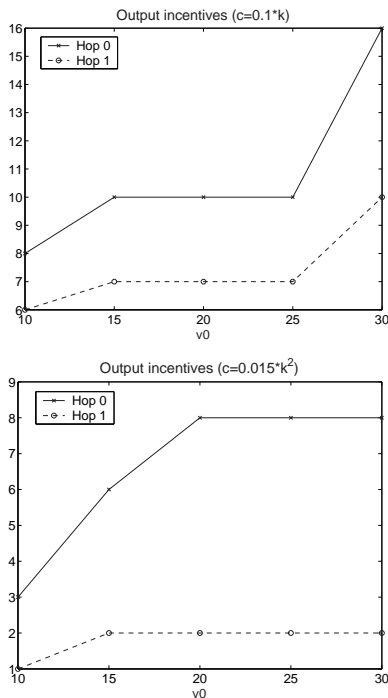 Output incentives (c=0.1*k)
16
15
14
13
12
11
10
9
8
7
6
Hop 0
Hop 1
10 15 20 25 30
v0
Output incentives (c=0.015*k²)
9
8
7
6
5
4
3
2
1
Hop 0
Hop 1
10 15 20 25 30
v0